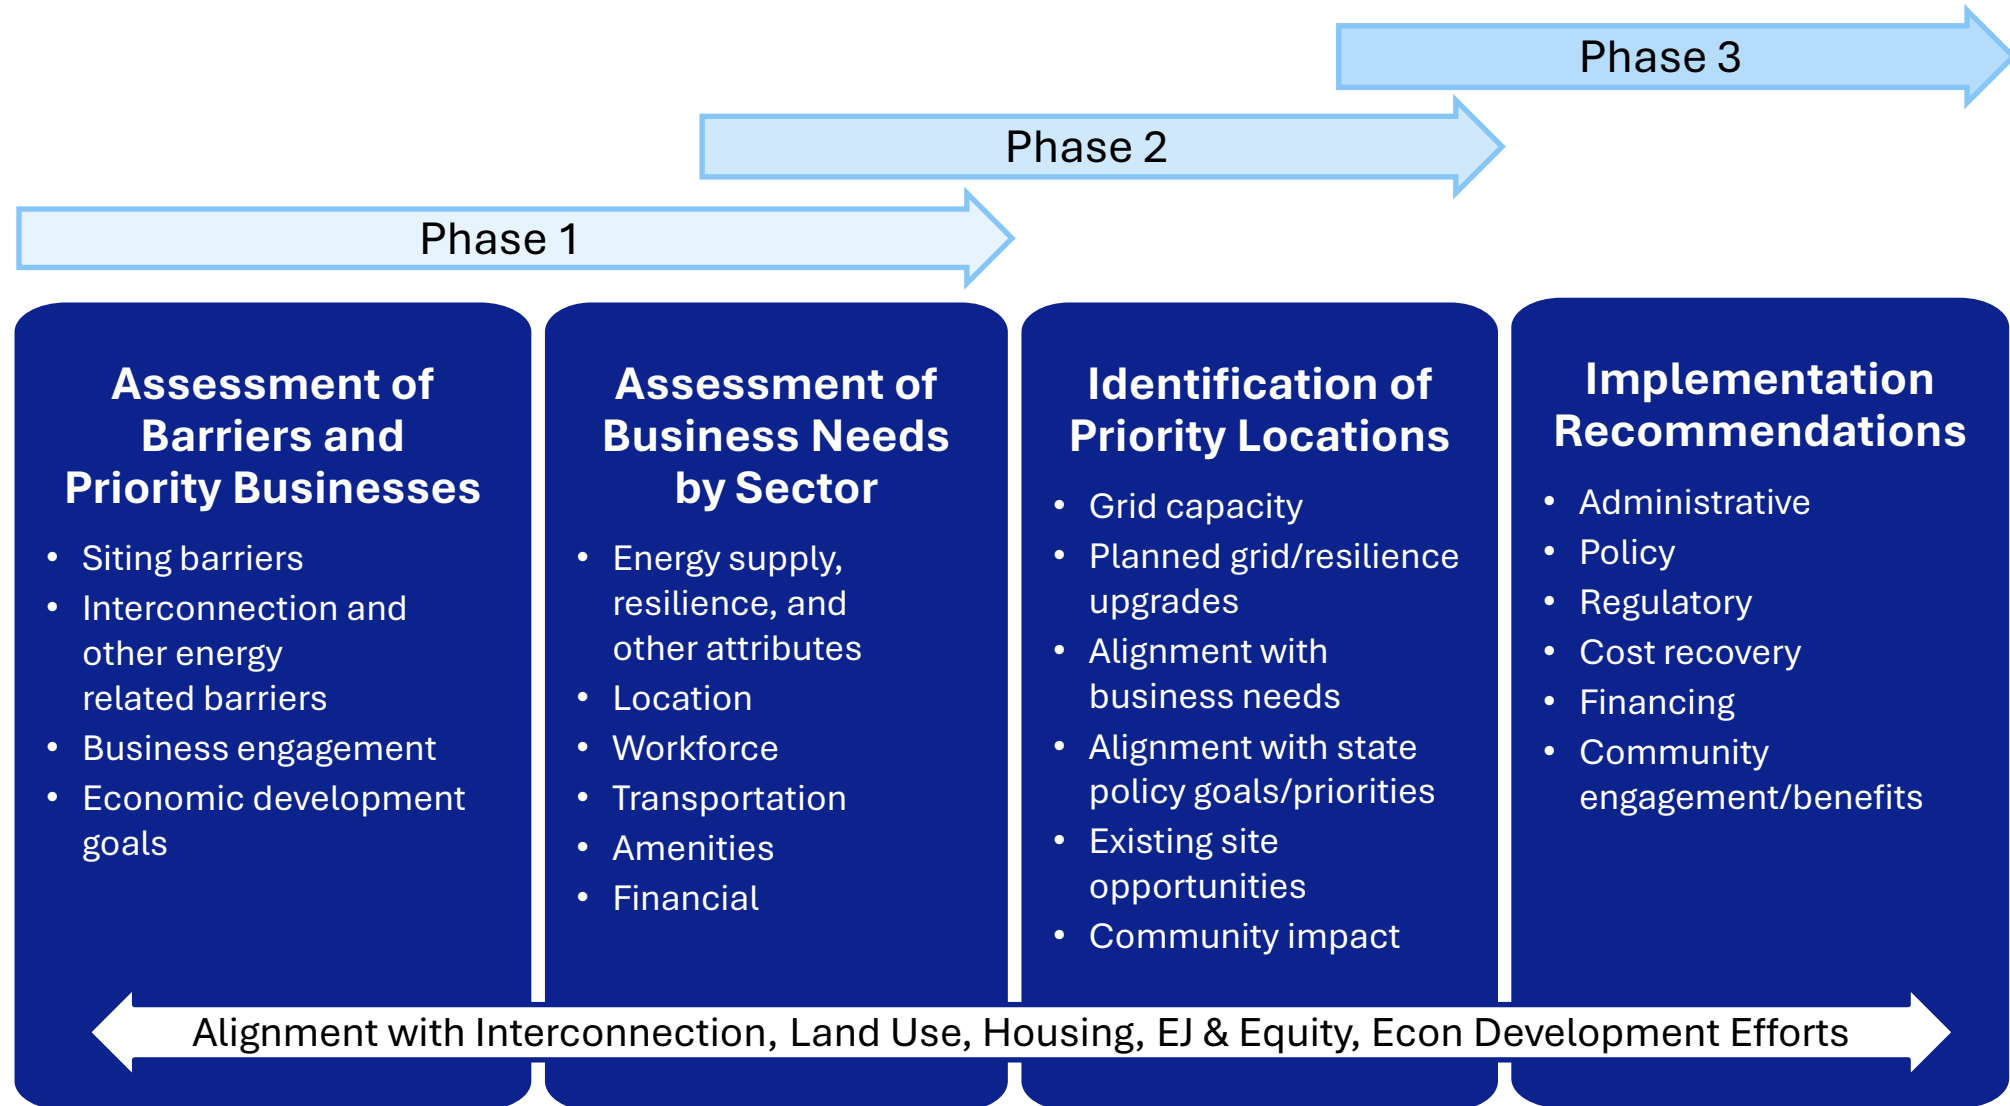 Phase 3
Phase 2
Phase 1
Assessment of
Barriers and
Priority Businesses
• Siting barriers
• Interconnection and
other energy
related barriers
• Business engagement
• Economic development
goals
Assessment of
Business Needs
by Sector
• Energy supply,
resilience, and
other attributes
• Location
• Workforce
• Transportation
• Amenities
• Financial
Identification of
Priority Locations
• Grid capacity
• Planned grid/resilience
upgrades
• Alignment with
business needs
• Alignment with state
policy goals/priorities
• Existing site
opportunities
• Community impact
Implementation
Recommendations
• Administrative
• Policy
• Regulatory
• Cost recovery
• Financing
• Community
engagement/benefits
Alignment with Interconnection, Land Use, Housing, EJ & Equity, Econ Development Efforts